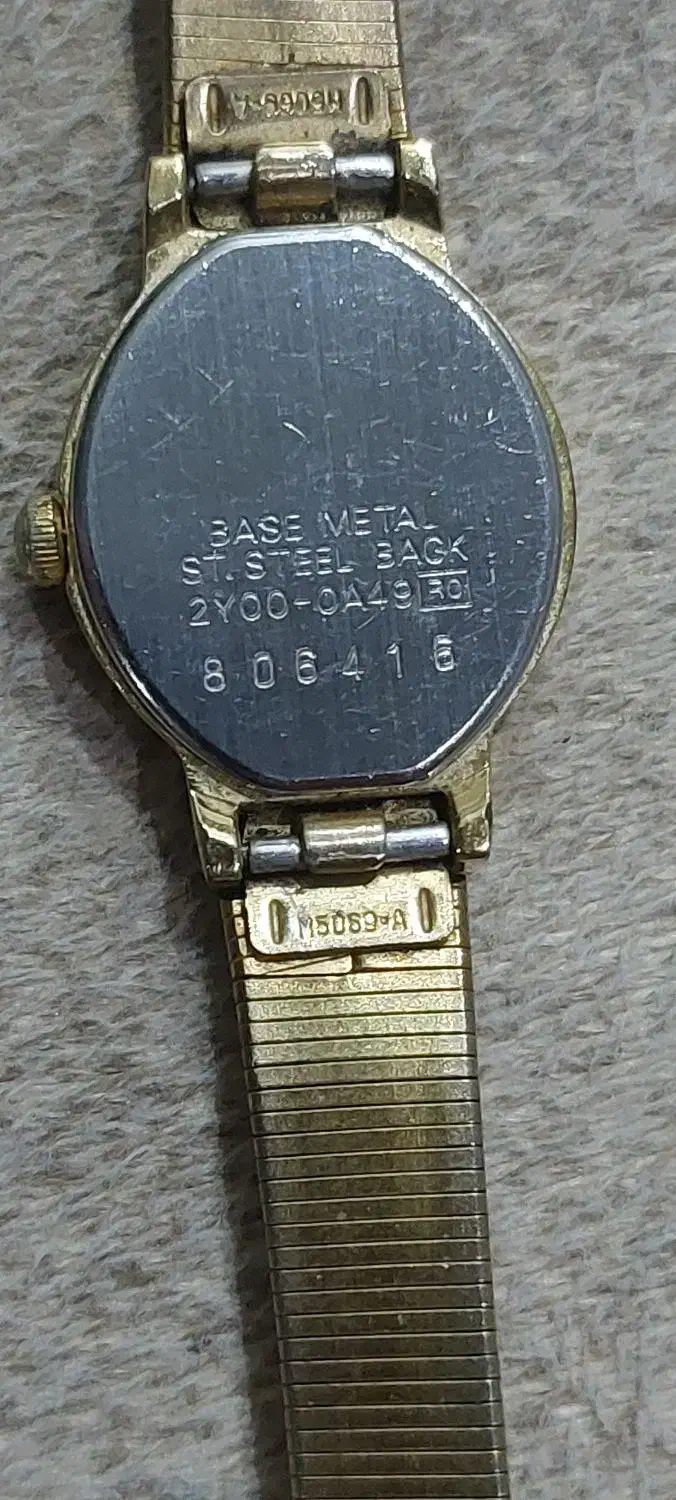 M5069-A
BASE METAL
ST. STEEL BACK
2Y00-0A49 R0
806416
M5069-A